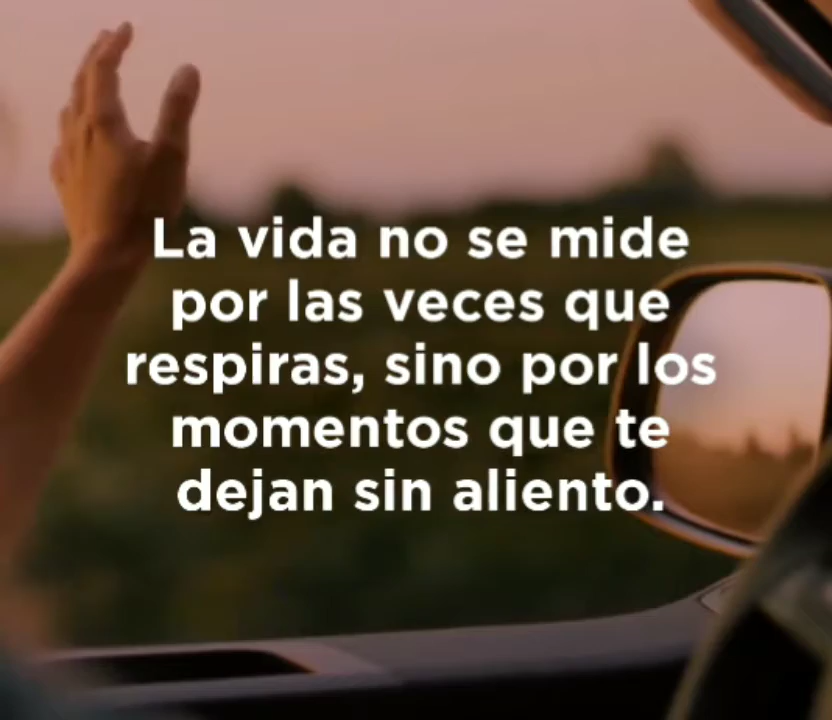 La vida no se mide
por las veces que
respiras, sino por los
momentos que te
dejan sin aliento.